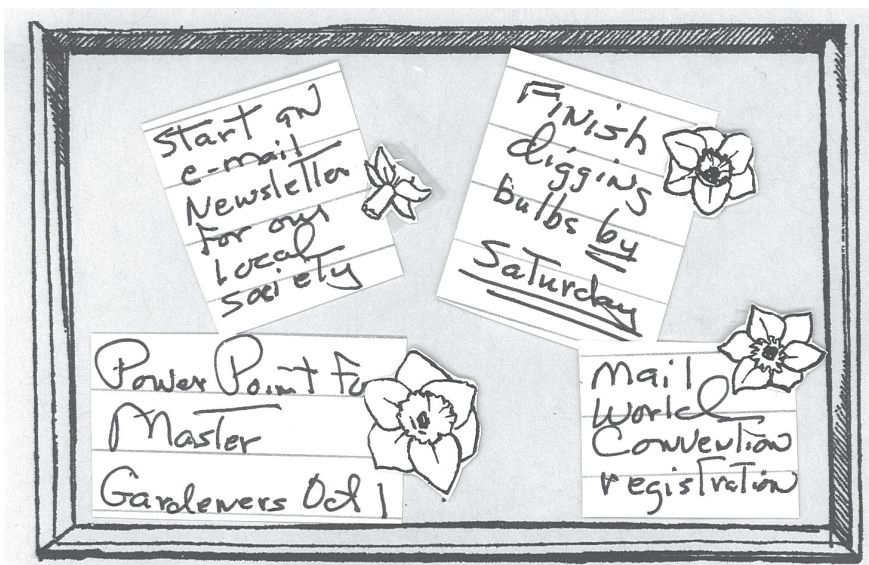 Start an
e-mail
Newsletter
for our
Local
Society
Finish
digging
bulbs by
Saturday
Power Point Fo
Master
Gardeners Oct 1
Mail
World
Convention
registration